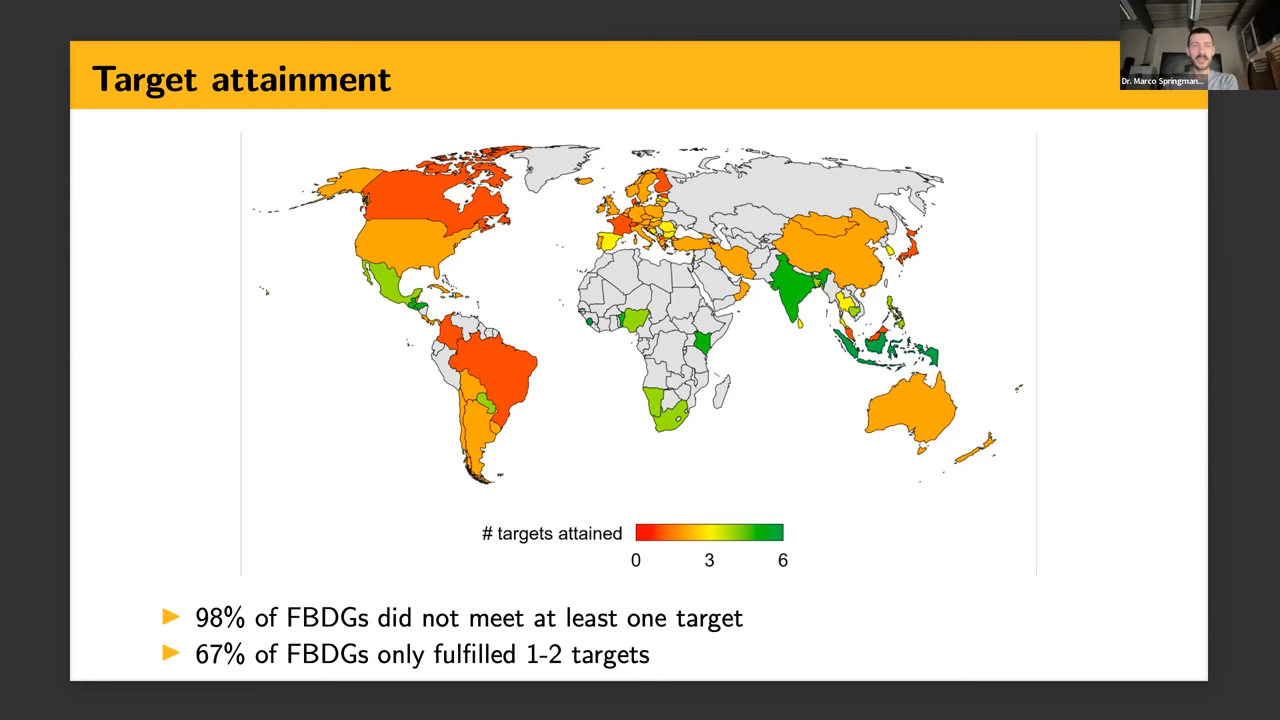 Target attainment
Dr. Marco Springman...
# targets attained
0 3 6
98% of FBDGs did not meet at least one target
67% of FBDGs only fulfilled 1-2 targets